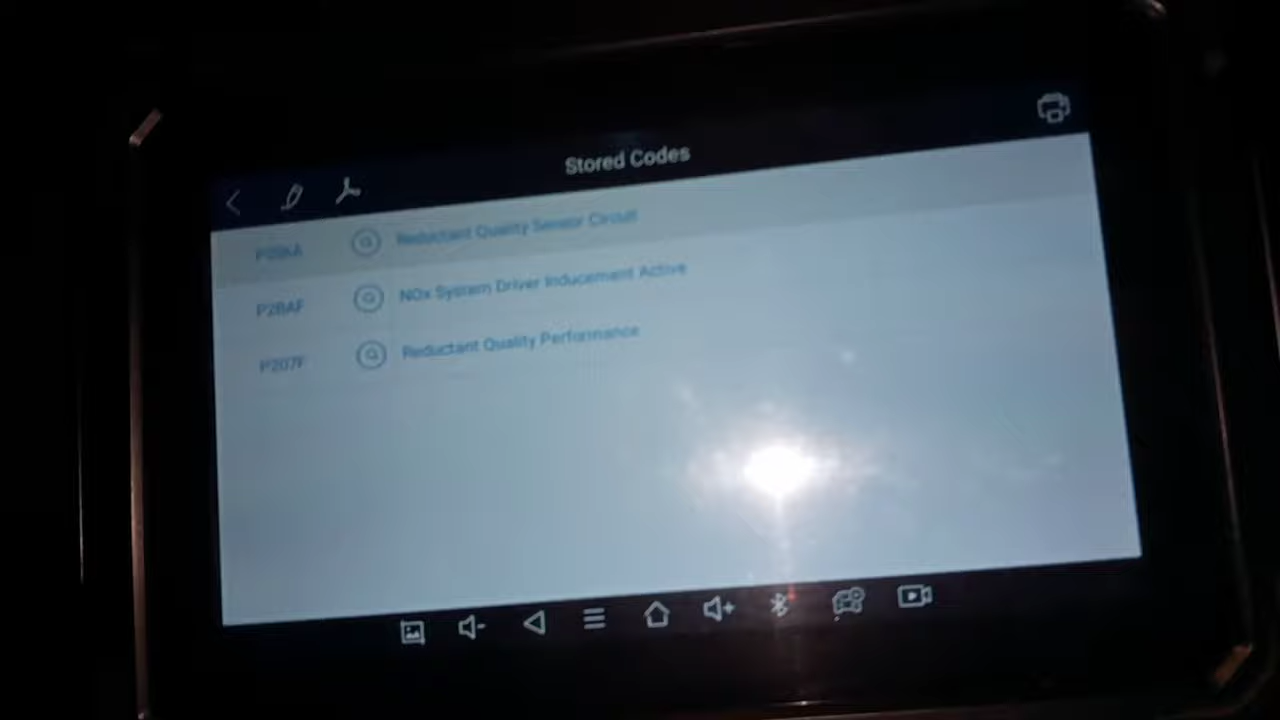 Stored Codes
Reductant Quality Sensor Circuit
P2BAF NOx System Driver Inducement Active
P207F Reductant Quality Performance